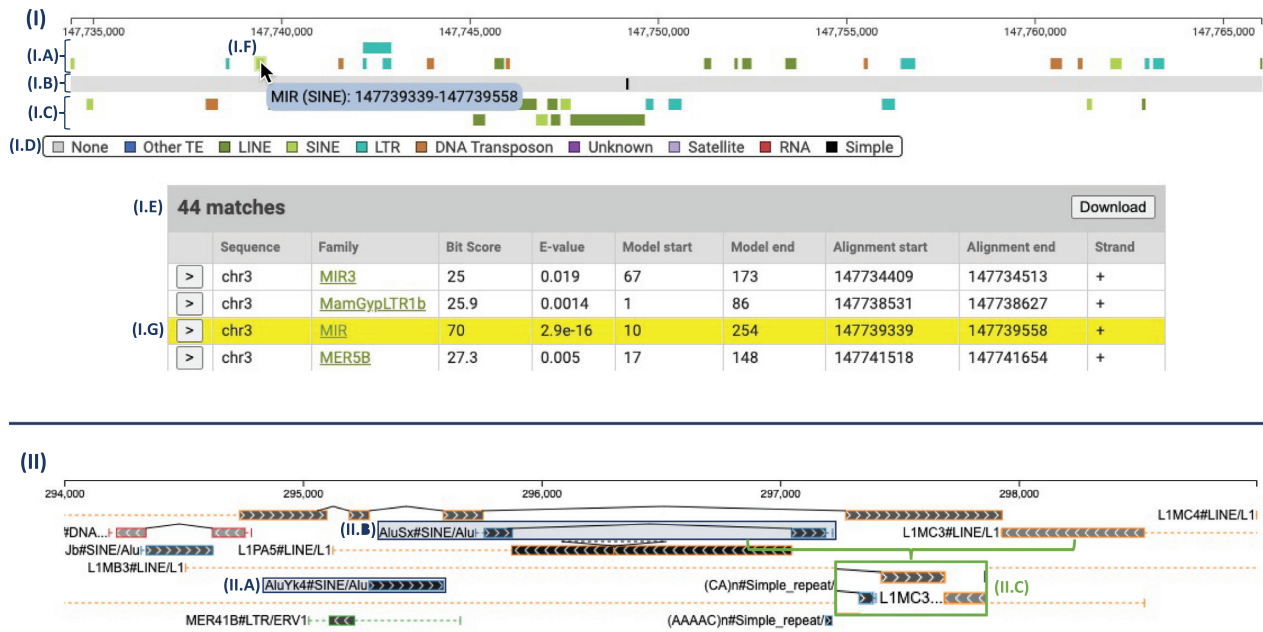 (I)
147,735,000 147,740,000 147,745,000 147,750,000 147,755,000 147,760,000 147,765,000
(I.F)
(I.A)
(I.B)
MIR (SINE): 147739339-147739558
(I.C)
(I.D) None Other TE LINE SINE LTR DNA Transposon Unknown Satellite RNA Simple
(I.E) 44 matches Download
Sequence Family Bit Score E-value Model start Model end Alignment start Alignment end Strand
> chr3 MIR3 25 0.019 67 173 147734409 147734513 +
> chr3 MamGypLTR1b 25.9 0.0014 1 86 147738531 147738627 +
(I.G) > chr3 MIR 70 2.9e-16 10 254 147739339 147739558 +
> chr3 MER5B 27.3 0.005 17 148 147741518 147741654 +
(II)
294,000 295,000 296,000 297,000 298,000
L1MC4#LINE/L1
#DNA... (II.B) AluSx#SINE/Alu L1MC3#LINE/L1
Jb#SINE/Alu L1PA5#LINE/L1
L1MB3#LINE/L1
(II.A) AluYk4#SINE/Alu (CA)n#Simple_repeat/ (II.C)
L1MC3...
MER41B#LTR/ERV1 (AAAAC)n#Simple_repeat/